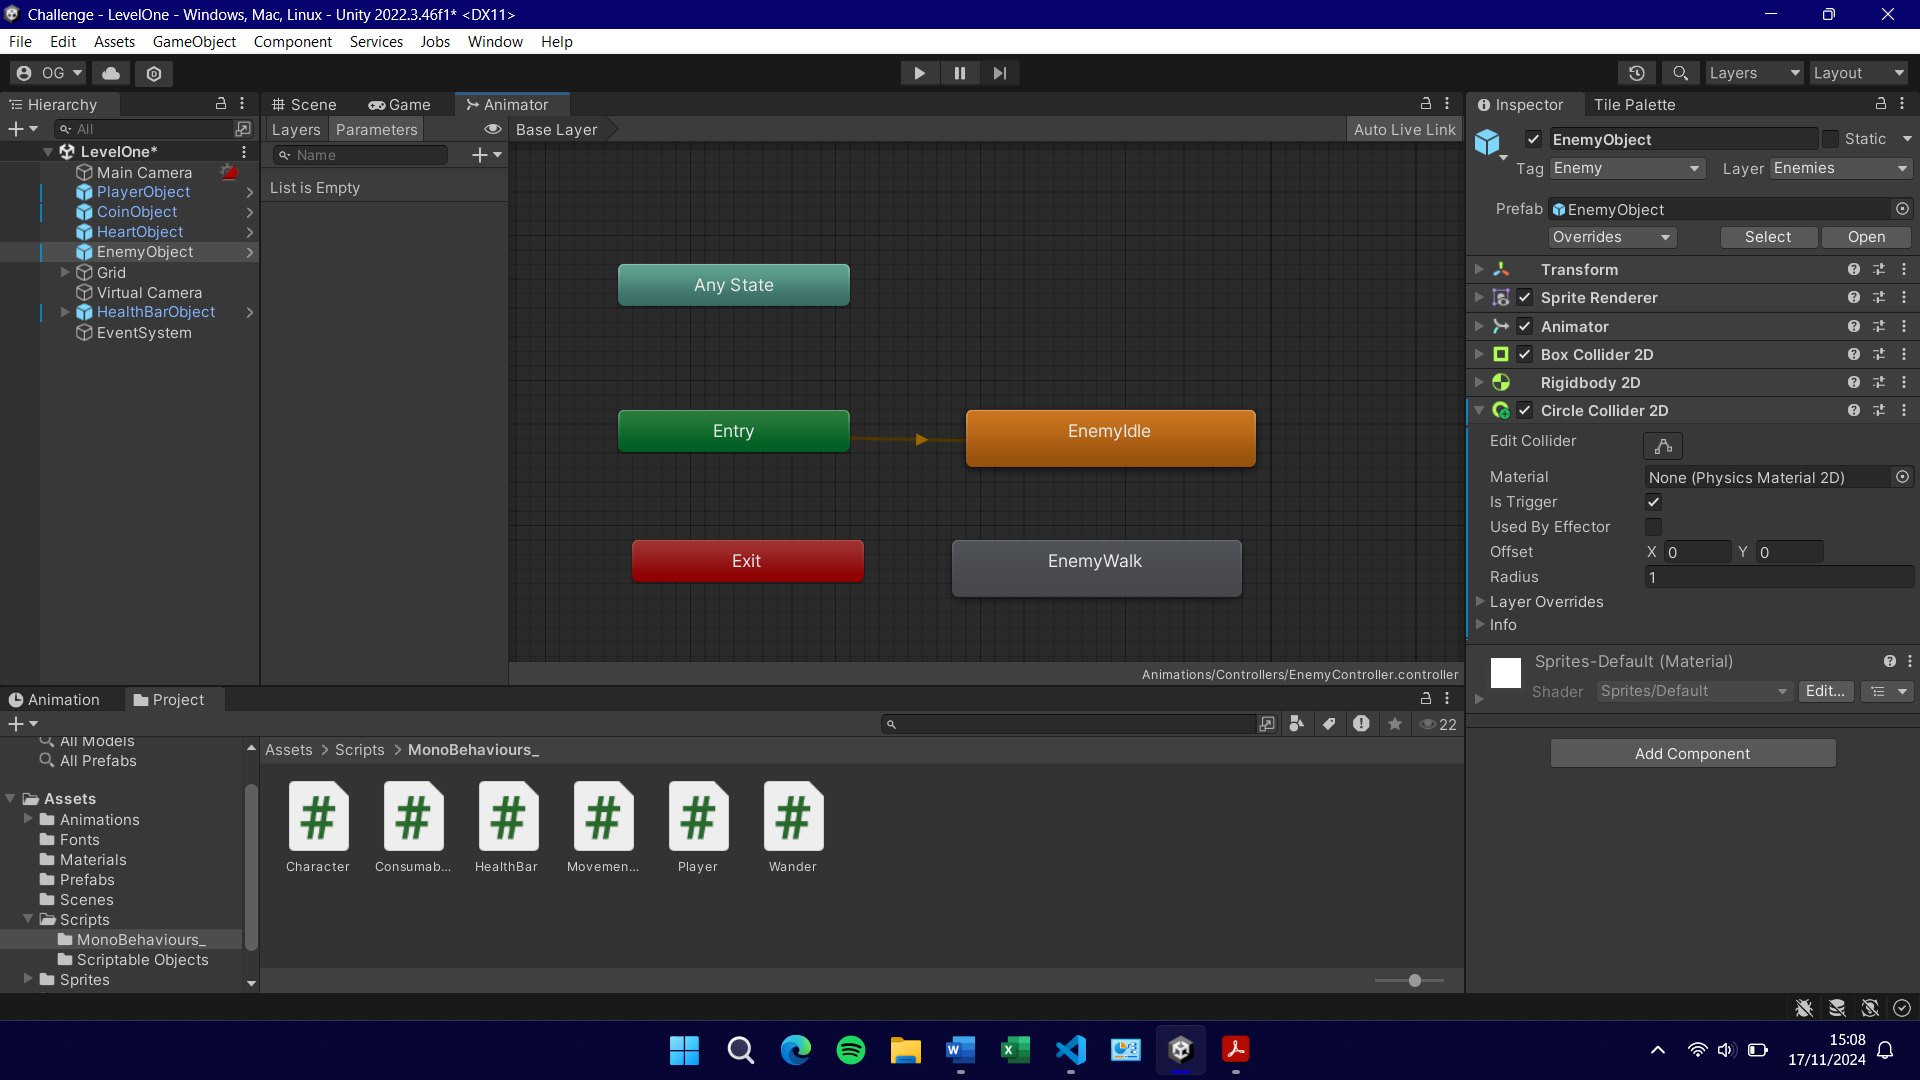 Challenge - LevelOne - Windows, Mac, Linux - Unity 2022.3.46f1* <DX11>
File Edit Assets GameObject Component Services Jobs Window Help
OG
Layers
Layout
Hierarchy
All
LevelOne*
Main Camera
PlayerObject
CoinObject
HeartObject
EnemyObject
Grid
Virtual Camera
HealthBarObject
EventSystem
Scene Game Animator
Layers Parameters
Base Layer
Auto Live Link
Name
List is Empty
Any State
Entry
EnemyIdle
Exit
EnemyWalk
Animations/Controllers/EnemyController.controller
Inspector Tile Palette
EnemyObject
Static
Tag Enemy
Layer Enemies
Prefab EnemyObject
Overrides
Select
Open
Transform
Sprite Renderer
Animator
Box Collider 2D
Rigidbody 2D
Circle Collider 2D
Edit Collider
Material None (Physics Material 2D)
Is Trigger
Used By Effector
Offset X 0 Y 0
Radius 1
Layer Overrides
Info
Sprites-Default (Material)
Shader Sprites/Default
Edit...
Add Component
Animation Project
22
All Models
All Prefabs
Assets
Animations
Fonts
Materials
Prefabs
Scenes
Scripts
MonoBehaviours_
Scriptable Objects
Sprites
Assets > Scripts > MonoBehaviours_
Character
Consumab...
HealthBar
Movemen...
Player
Wander
15:08
17/11/2024